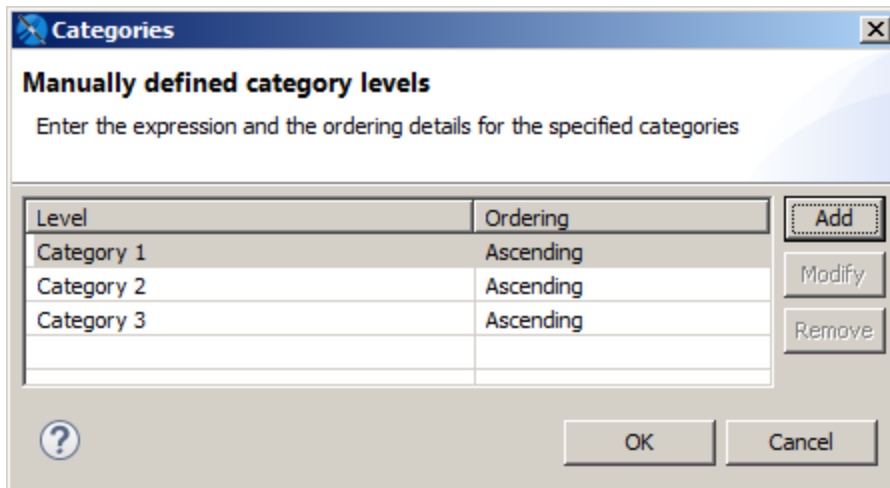 Categories
Manually defined category levels
Enter the expression and the ordering details for the specified categories
Level Ordering Add
Category 1 Ascending
Category 2 Ascending Modify
Category 3 Ascending Remove
? OK Cancel